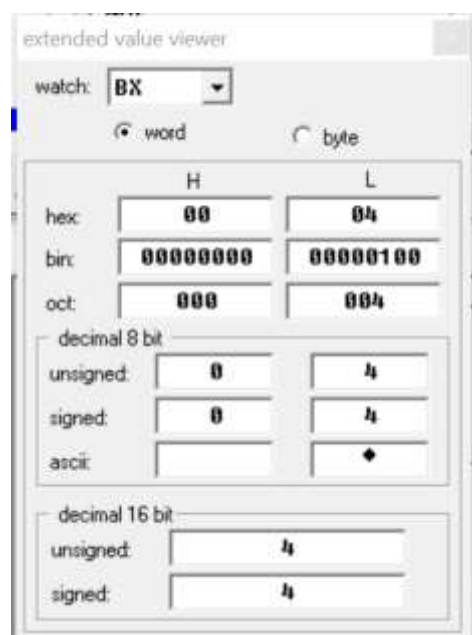 extended value viewer
watch: BX
word byte
H L
hex: 00 04
bin: 00000000 00000100
oct: 000 004
decimal 8 bit
unsigned: 0 4
signed: 0 4
ascii: ♦
decimal 16 bit
unsigned: 4
signed: 4